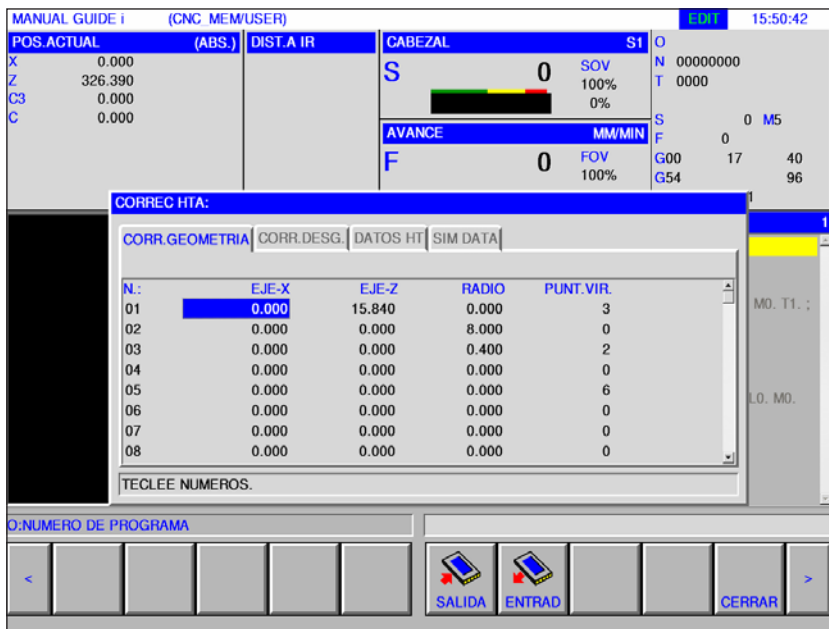 MANUAL GUIDE i (CNC_MEM/USER) EDIT 15:50:42
POS.ACTUAL (ABS.) DIST.A IR CABEZAL S1 O
X 0.000
Z 326.390
C3 0.000
C 0.000
S 0 SOV
100%
0%
AVANCE MM/MIN
F 0 FOV
100%
N 00000000
T 0000
S 0 M5
F 0
G00 17 40
G54 96
1
CORREC HTA:
1
CORR.GEOMETRIA CORR.DESG. DATOS HT SIM DATA
N.: EJE-X EJE-Z RADIO PUNT.VIR.
01 0.000 15.840 0.000 3
02 0.000 0.000 8.000 0
03 0.000 0.000 0.400 2
04 0.000 0.000 0.000 0
05 0.000 0.000 0.000 6
06 0.000 0.000 0.000 0
07 0.000 0.000 0.000 0
08 0.000 0.000 0.000 0
M0. T1. ;
L0. M0.
TECLEE NUMEROS.
O:NUMERO DE PROGRAMA
< SALIDA ENTRAD CERRAR >